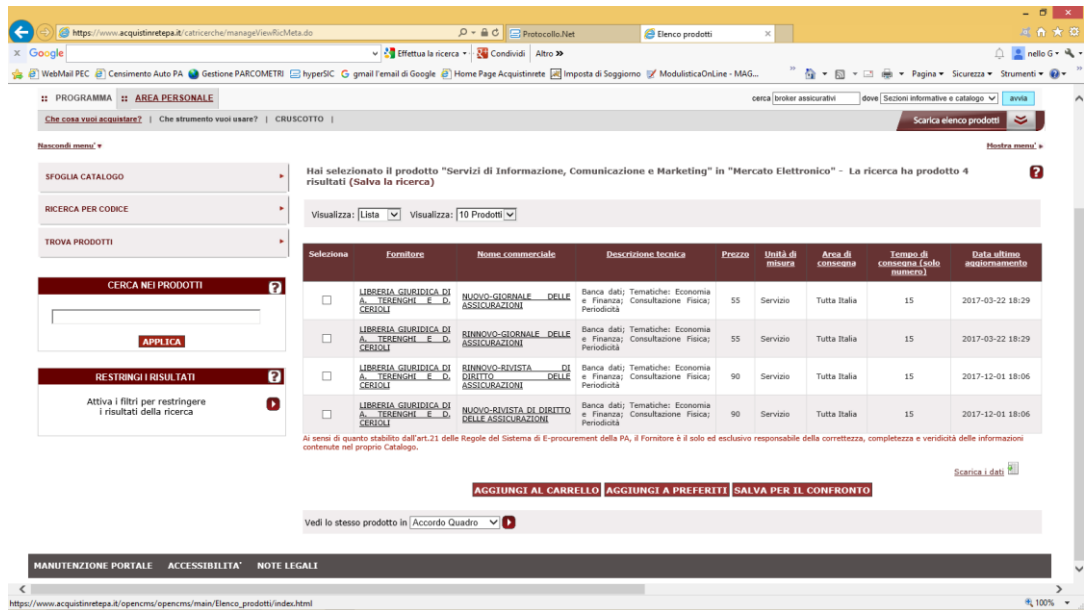 https://www.acquistinretepa.it/catricerche/manageViewRicMeta.do
Protocollo.Net
Elenco prodotti
Google
Effettua la ricerca
Condividi
Altro »
nello G
WebMail PEC
Censimento Auto PA
Gestione PARCOMETRI
hyperSIC
gmail l'email di Google
Home Page Acquistinrete
Imposta di Soggiorno
ModulisticaOnLine - MAG...
Pagina
Sicurezza
Strumenti
PROGRAMMA
AREA PERSONALE
cerca broker assicurativi dove Sezioni informative e catalogo avvia
Che cosa vuoi acquistare? | Che strumento vuoi usare? | CRUSCOTTO |
Scarica elenco prodotti
Nascondi menu'
Mostra menu'
SFOGLIA CATALOGO
RICERCA PER CODICE
TROVA PRODOTTI
CERCA NEI PRODOTTI ?
APPLICA
RESTRINGI I RISULTATI ?
Attiva i filtri per restringere
i risultati della ricerca
Hai selezionato il prodotto "Servizi di Informazione, Comunicazione e Marketing" in "Mercato Elettronico" - La ricerca ha prodotto 4
risultati (Salva la ricerca)
?
Visualizza: Lista Visualizza: 10 Prodotti
Seleziona Fornitore Nome commerciale Descrizione tecnica Prezzo Unità di misura Area di consegna Tempo di consegna (solo numero) Data ultimo aggiornamento
LIBRERIA GIURIDICA DI A. TERENGHI E D. CERIOLI NUOVO-GIORNALE DELLE ASSICURAZIONI Banca dati; Tematiche: Economia e Finanza; Consultazione Fisica; Periodicità 55 Servizio Tutta Italia 15 2017-03-22 18:29
LIBRERIA GIURIDICA DI A. TERENGHI E D. CERIOLI RINNOVO-GIORNALE DELLE ASSICURAZIONI Banca dati; Tematiche: Economia e Finanza; Consultazione Fisica; Periodicità 55 Servizio Tutta Italia 15 2017-03-22 18:29
LIBRERIA GIURIDICA DI A. TERENGHI E D. CERIOLI RINNOVO-RIVISTA DI DIRITTO DELLE ASSICURAZIONI Banca dati; Tematiche: Economia e Finanza; Consultazione Fisica; Periodicità 90 Servizio Tutta Italia 15 2017-12-01 18:06
LIBRERIA GIURIDICA DI A. TERENGHI E D. CERIOLI NUOVO-RIVISTA DI DIRITTO DELLE ASSICURAZIONI Banca dati; Tematiche: Economia e Finanza; Consultazione Fisica; Periodicità 90 Servizio Tutta Italia 15 2017-12-01 18:06
Ai sensi di quanto stabilito dall'art.21 delle Regole del Sistema di E-procurement della PA, il Fornitore è il solo ed esclusivo responsabile della correttezza, completezza e veridicità delle informazioni
contenute nel proprio Catalogo.
Scarica i dati
AGGIUNGI AL CARRELLO AGGIUNGI A PREFERITI SALVA PER IL CONFRONTO
Vedi lo stesso prodotto in Accordo Quadro
MANUTENZIONE PORTALE ACCESSIBILITA' NOTE LEGALI
https://www.acquistinretepa.it/opencms/opencms/main/Elenco_prodotti/index.html
100%